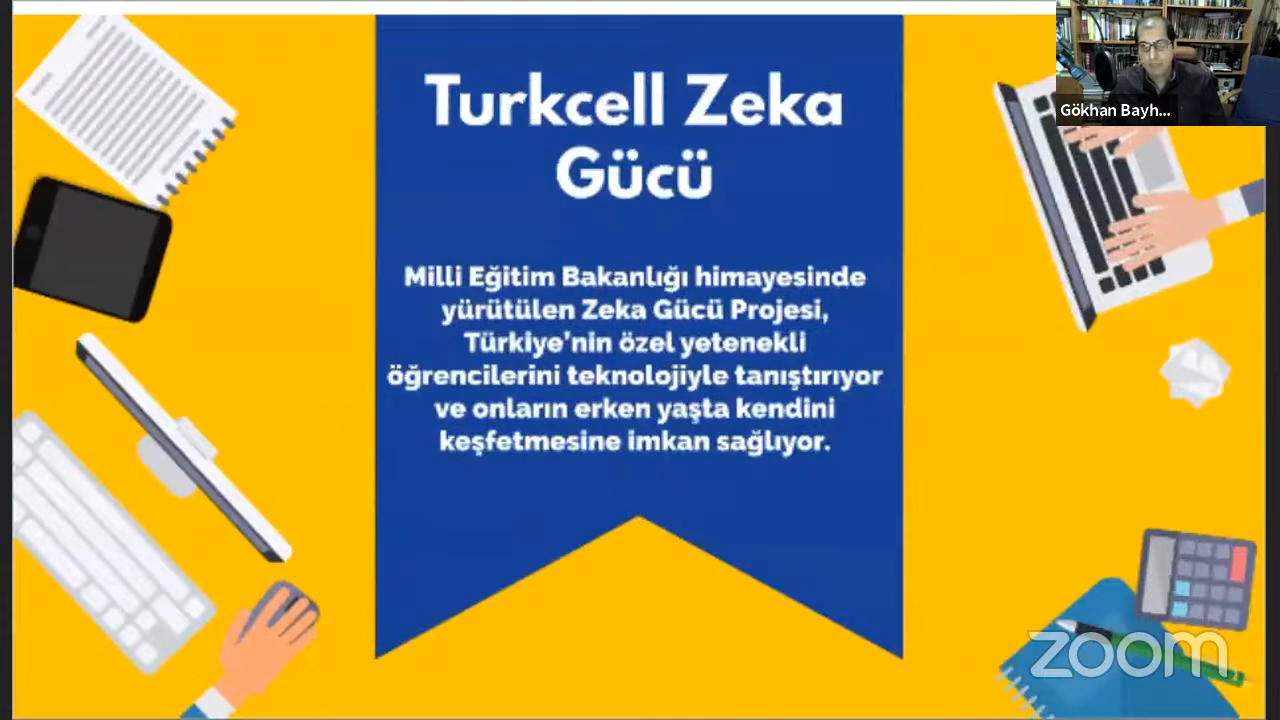 Turkcell Zeka
Gücü
Milli Eğitim Bakanlığı himayesinde
yürütülen Zeka Gücü Projesi,
Türkiye'nin özel yetenekli
öğrencilerini teknolojiyle tanıştırıyor
ve onların erken yaşta kendini
keşfetmesine imkan sağlıyor.
Gökhan Bayh...
zoom